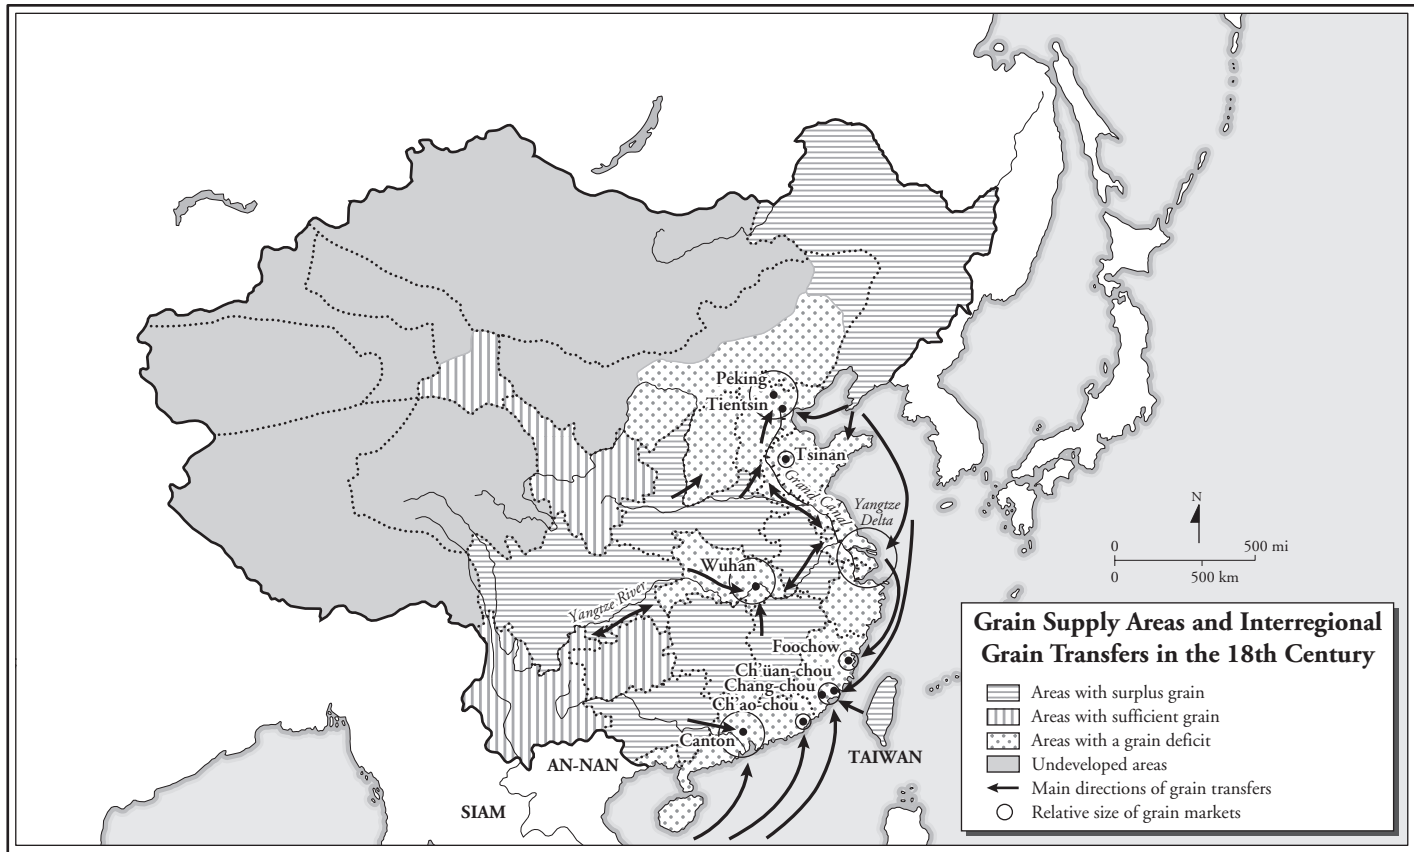 Peking
Tientsin
Tsinan
Grand Canal
Yangtze
Delta
Wuhan
Yangtze River
Foochow
Ch'üan-chou
Chang-chou
Ch'ao-chou
Canton
TAIWAN
AN-NAN
SIAM
N
0 500 mi
0 500 km
Grain Supply Areas and Interregional
Grain Transfers in the 18th Century
Areas with surplus grain
Areas with sufficient grain
Areas with a grain deficit
Undeveloped areas
Main directions of grain transfers
Relative size of grain markets